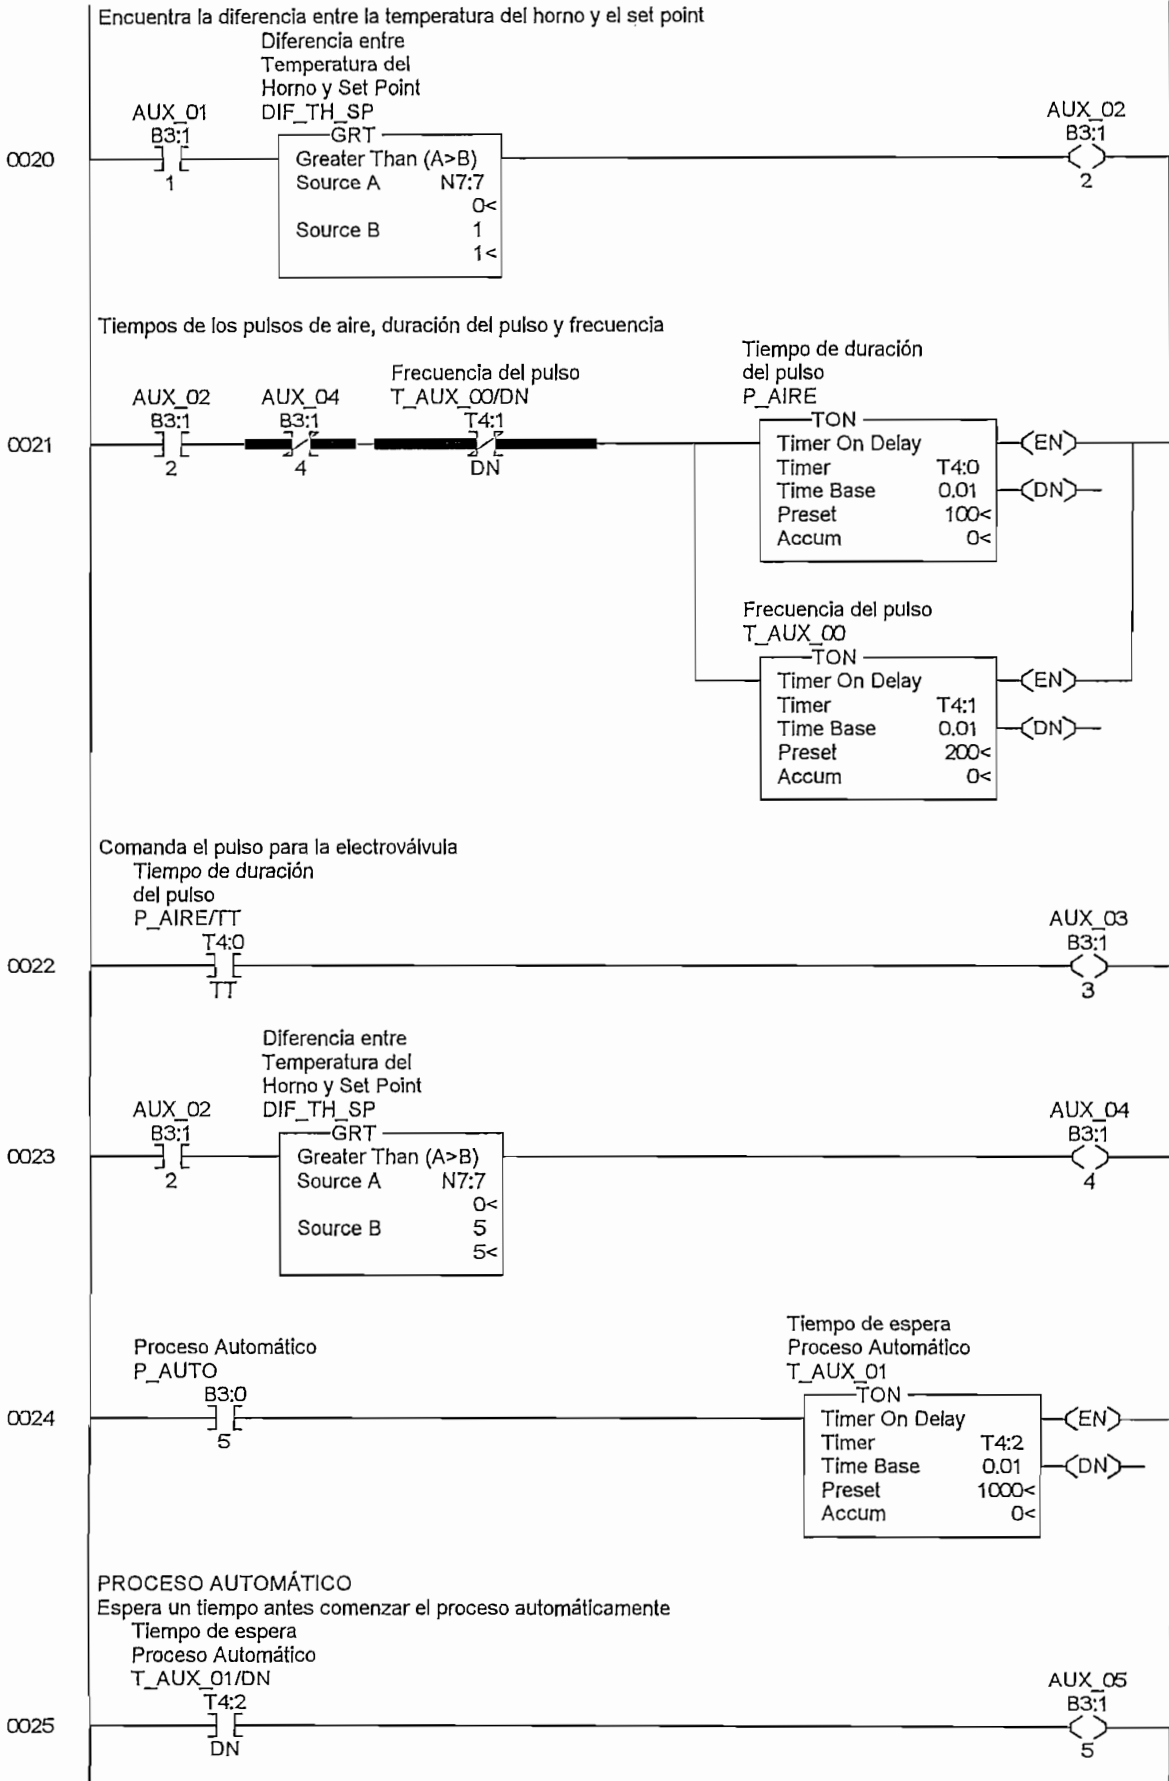 Encuentra la diferencia entre la temperatura del horno y el set point
Diferencia entre
Temperatura del
Horno y Set Point
AUX_01 DIF_TH_SP AUX_02
B3:1 GRT B3:1
0020 Greater Than (A>B)
1 Source A N7:7 2
0<
Source B 1
1<
Tiempos de los pulsos de aire, duración del pulso y frecuencia
Tiempo de duración
Frecuencia del pulso del pulso
AUX_02 AUX_04 T_AUX_00/DN P_AIRE
B3:1 B3:1 T4:1 TON
0021 Timer On Delay EN
2 4 DN Timer T4:0
Time Base 0.01 DN
Preset 100<
Accum 0<
Frecuencia del pulso
T_AUX_00
TON
Timer On Delay EN
Timer T4:1
Time Base 0.01 DN
Preset 200<
Accum 0<
Comanda el pulso para la electroválvula
Tiempo de duración
del pulso
P_AIRE/TT AUX_03
T4:0 B3:1
0022
TT 3
Diferencia entre
Temperatura del
Horno y Set Point
AUX_02 DIF_TH_SP AUX_04
B3:1 GRT B3:1
0023 Greater Than (A>B)
2 Source A N7:7 4
0<
Source B 5
5<
Tiempo de espera
Proceso Automático Proceso Automático
P_AUTO T_AUX_01
B3:0 TON
0024 Timer On Delay EN
5 Timer T4:2
Time Base 0.01 DN
Preset 1000<
Accum 0<
PROCESO AUTOMÁTICO
Espera un tiempo antes comenzar el proceso automáticamente
Tiempo de espera
Proceso Automático
T_AUX_01/DN AUX_05
T4:2 B3:1
0025
DN 5